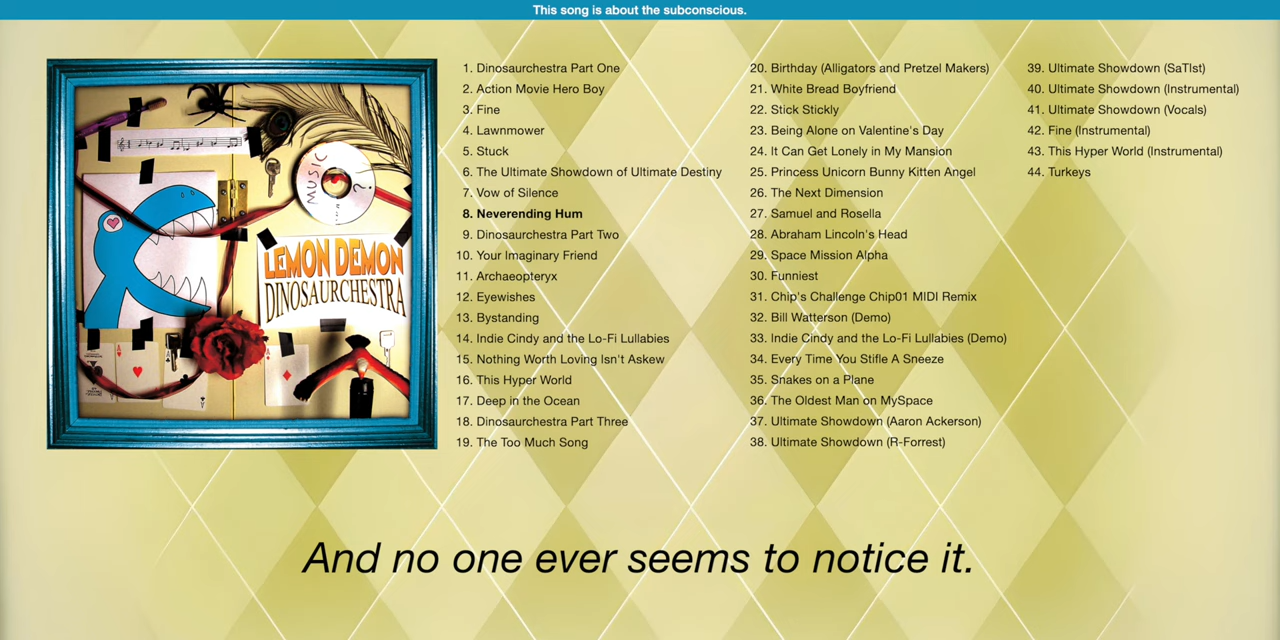 This song is about the subconscious.
MUSIC
LEMON DEMON
DINOSAURCHESTRA
1. Dinosaurchestra Part One
2. Action Movie Hero Boy
3. Fine
4. Lawnmower
5. Stuck
6. The Ultimate Showdown of Ultimate Destiny
7. Vow of Silence
8. Neverending Hum
9. Dinosaurchestra Part Two
10. Your Imaginary Friend
11. Archaeopteryx
12. Eyewishes
13. Bystanding
14. Indie Cindy and the Lo-Fi Lullabies
15. Nothing Worth Loving Isn't Askew
16. This Hyper World
17. Deep in the Ocean
18. Dinosaurchestra Part Three
19. The Too Much Song
20. Birthday (Alligators and Pretzel Makers)
21. White Bread Boyfriend
22. Stick Stickly
23. Being Alone on Valentine's Day
24. It Can Get Lonely in My Mansion
25. Princess Unicorn Bunny Kitten Angel
26. The Next Dimension
27. Samuel and Rosella
28. Abraham Lincoln's Head
29. Space Mission Alpha
30. Funniest
31. Chip's Challenge Chip01 MIDI Remix
32. Bill Watterson (Demo)
33. Indie Cindy and the Lo-Fi Lullabies (Demo)
34. Every Time You Stifle A Sneeze
35. Snakes on a Plane
36. The Oldest Man on MySpace
37. Ultimate Showdown (Aaron Ackerson)
38. Ultimate Showdown (R-Forrest)
39. Ultimate Showdown (SaTIst)
40. Ultimate Showdown (Instrumental)
41. Ultimate Showdown (Vocals)
42. Fine (Instrumental)
43. This Hyper World (Instrumental)
44. Turkeys
And no one ever seems to notice it.